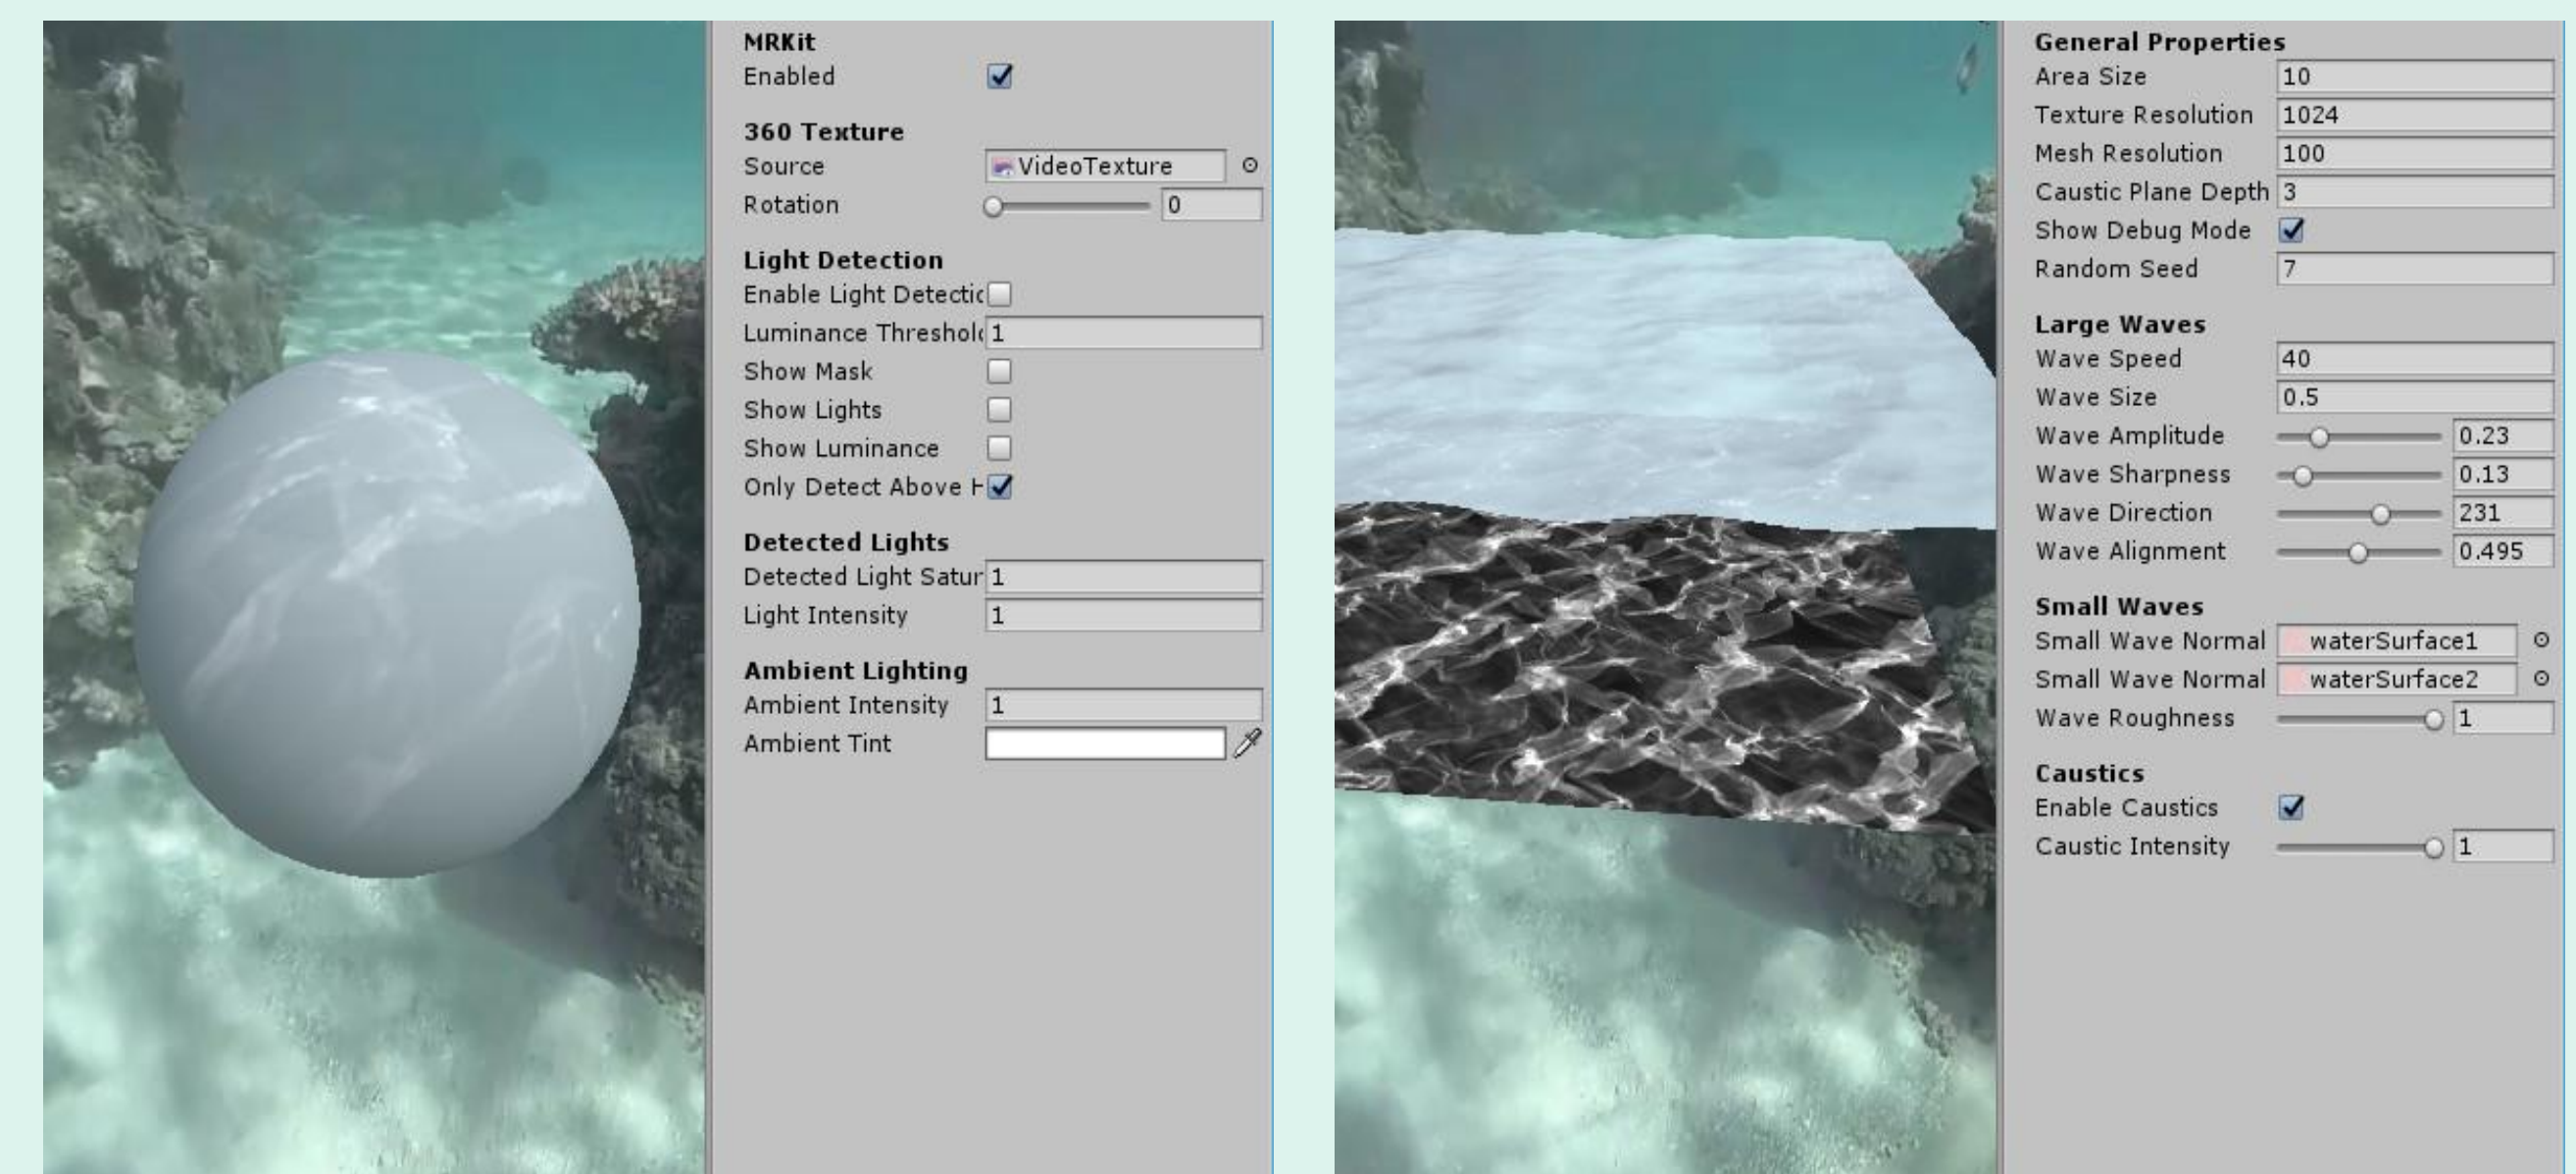 MRKit
Enabled
360 Texture
Source VideoTexture
Rotation 0
Light Detection
Enable Light Detectic
Luminance Threshol 1
Show Mask
Show Lights
Show Luminance
Only Detect Above H
Detected Lights
Detected Light Satur 1
Light Intensity 1
Ambient Lighting
Ambient Intensity 1
Ambient Tint
General Properties
Area Size 10
Texture Resolution 1024
Mesh Resolution 100
Caustic Plane Depth 3
Show Debug Mode
Random Seed 7
Large Waves
Wave Speed 40
Wave Size 0.5
Wave Amplitude 0.23
Wave Sharpness 0.13
Wave Direction 231
Wave Alignment 0.495
Small Waves
Small Wave Normal waterSurface1
Small Wave Normal waterSurface2
Wave Roughness 1
Caustics
Enable Caustics
Caustic Intensity 1